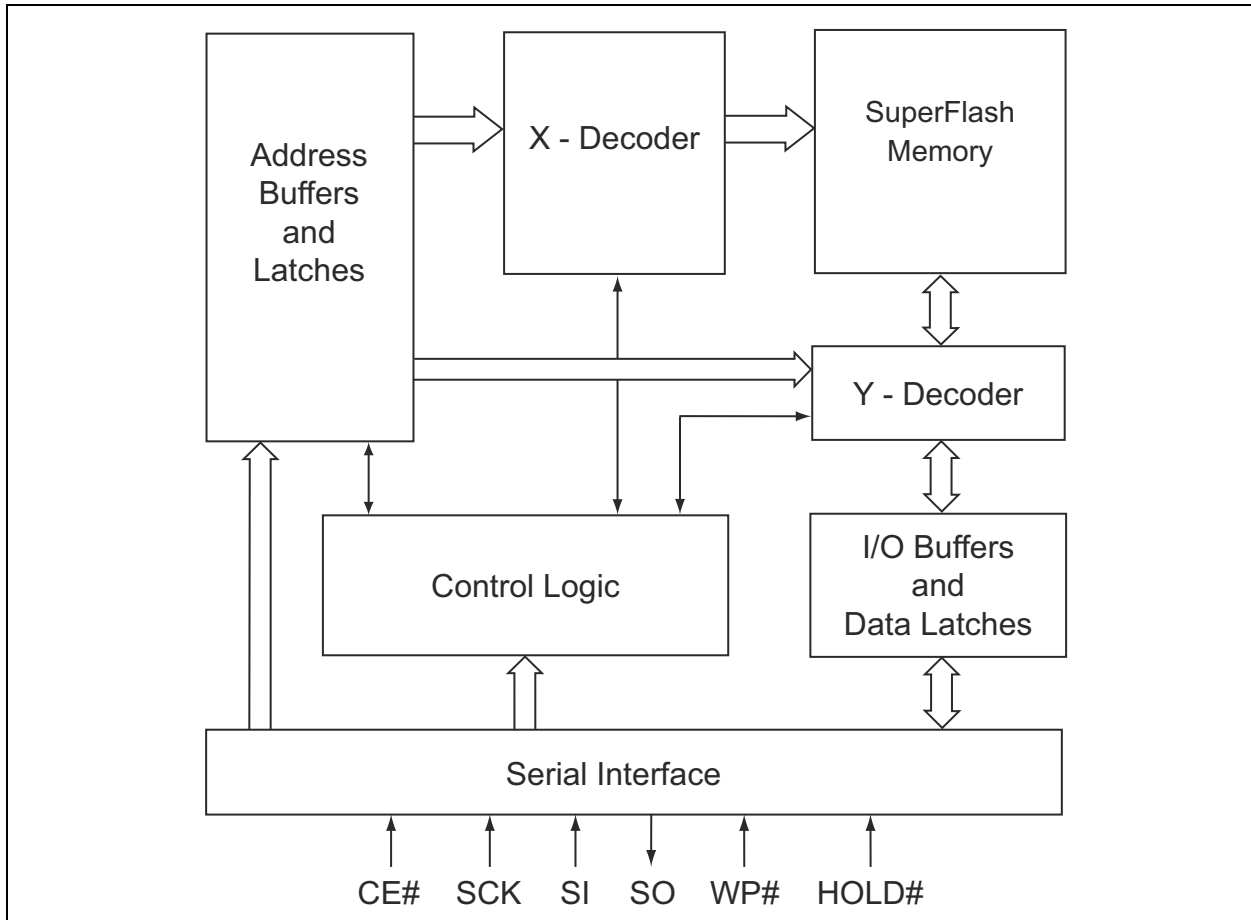 Address
Buffers
and
Latches
X - Decoder
SuperFlash
Memory
Y - Decoder
Control Logic
I/O Buffers
and
Data Latches
Serial Interface
CE# SCK SI SO WP# HOLD#